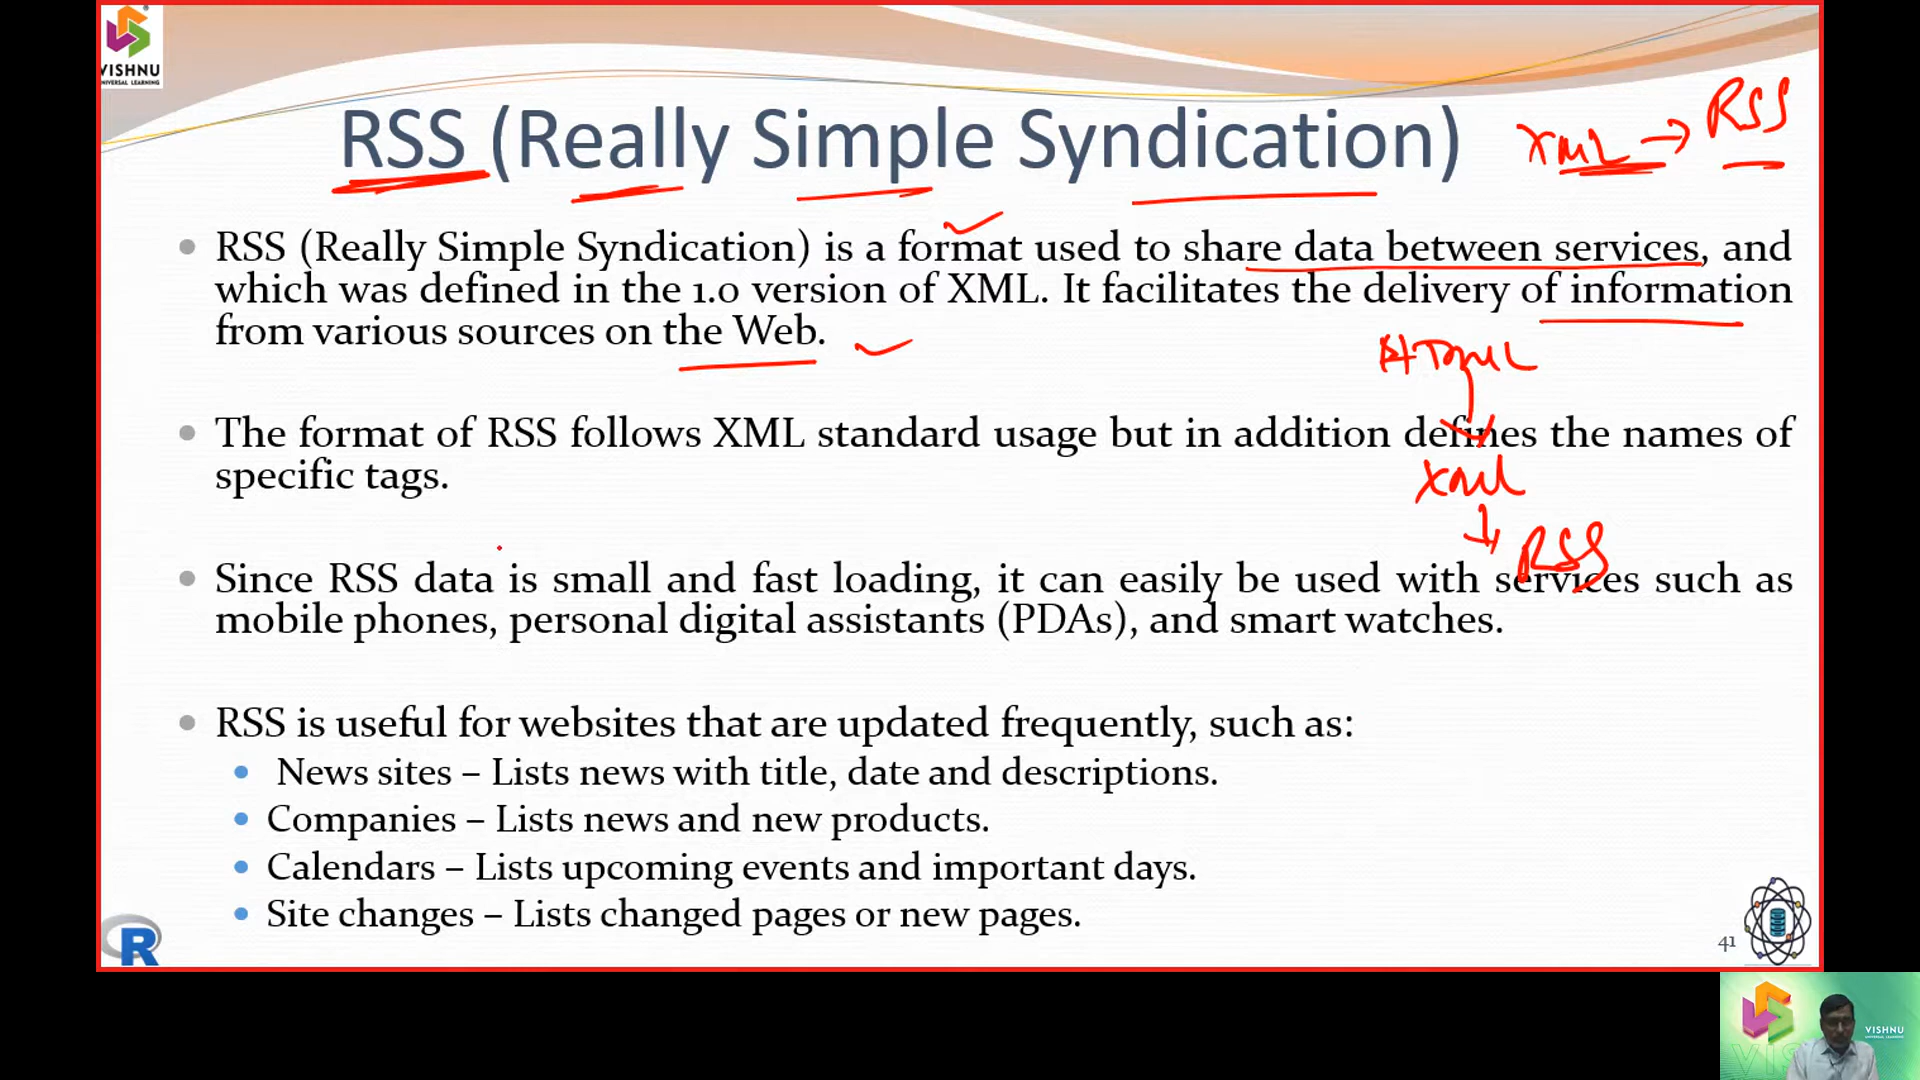 VISHNU
UNIVERSAL LEARNING
RSS (Really Simple Syndication)
XML → RSS
• RSS (Really Simple Syndication) is a format used to share data between services, and
which was defined in the 1.0 version of XML. It facilitates the delivery of information
from various sources on the Web.
HTML
• The format of RSS follows XML standard usage but in addition defines the names of
specific tags.
XML
RSS
• Since RSS data is small and fast loading, it can easily be used with services such as
mobile phones, personal digital assistants (PDAs), and smart watches.
• RSS is useful for websites that are updated frequently, such as:
• News sites – Lists news with title, date and descriptions.
• Companies – Lists news and new products.
• Calendars – Lists upcoming events and important days.
• Site changes – Lists changed pages or new pages.
R
41
VISHNU